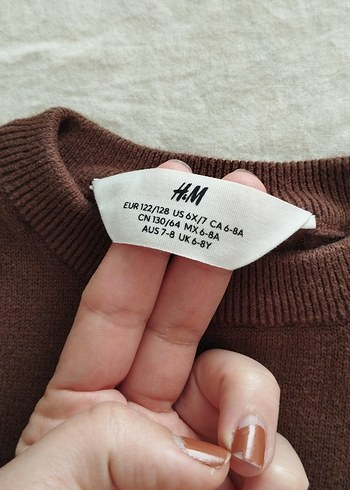 H&M
EUR 122/128 US 6X/7 CA 6-8A
CN 130/64 MX 6-8A
AUS 7-8 UK 6-8Y